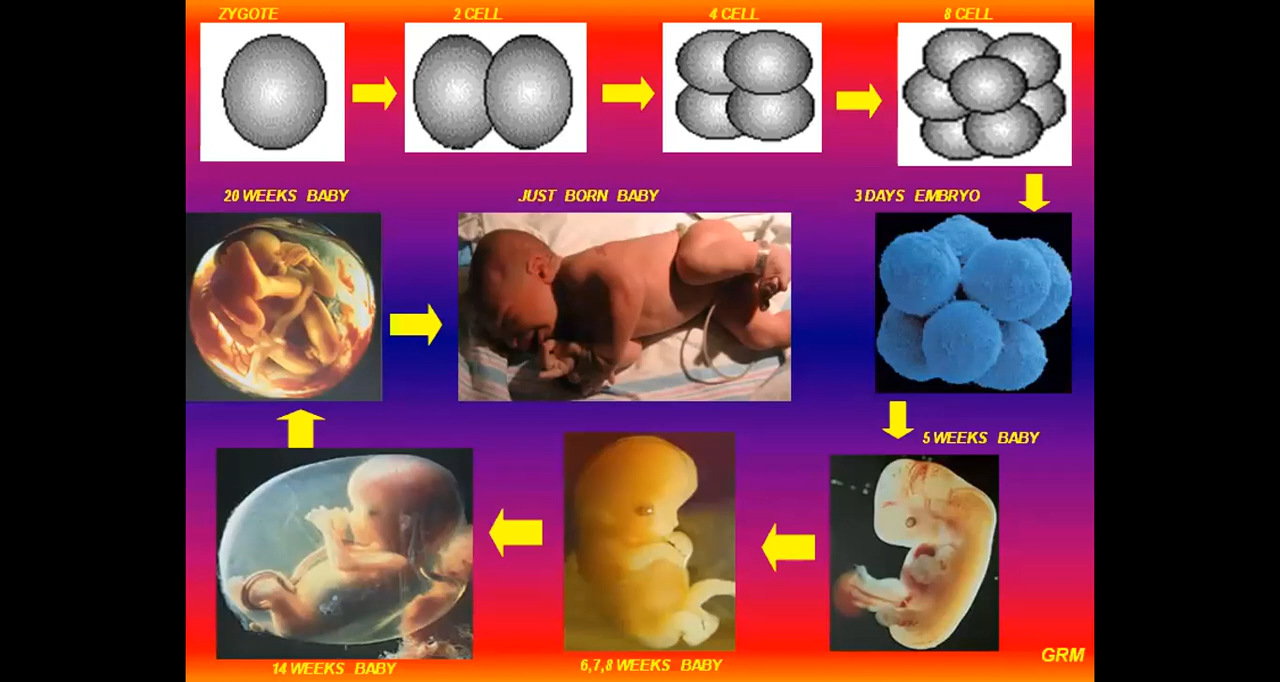 ZYGOTE
2 CELL
4 CELL
8 CELL
20 WEEKS BABY
JUST BORN BABY
3 DAYS EMBRYO
5 WEEKS BABY
14 WEEKS BABY
6,7,8 WEEKS BABY
GRM